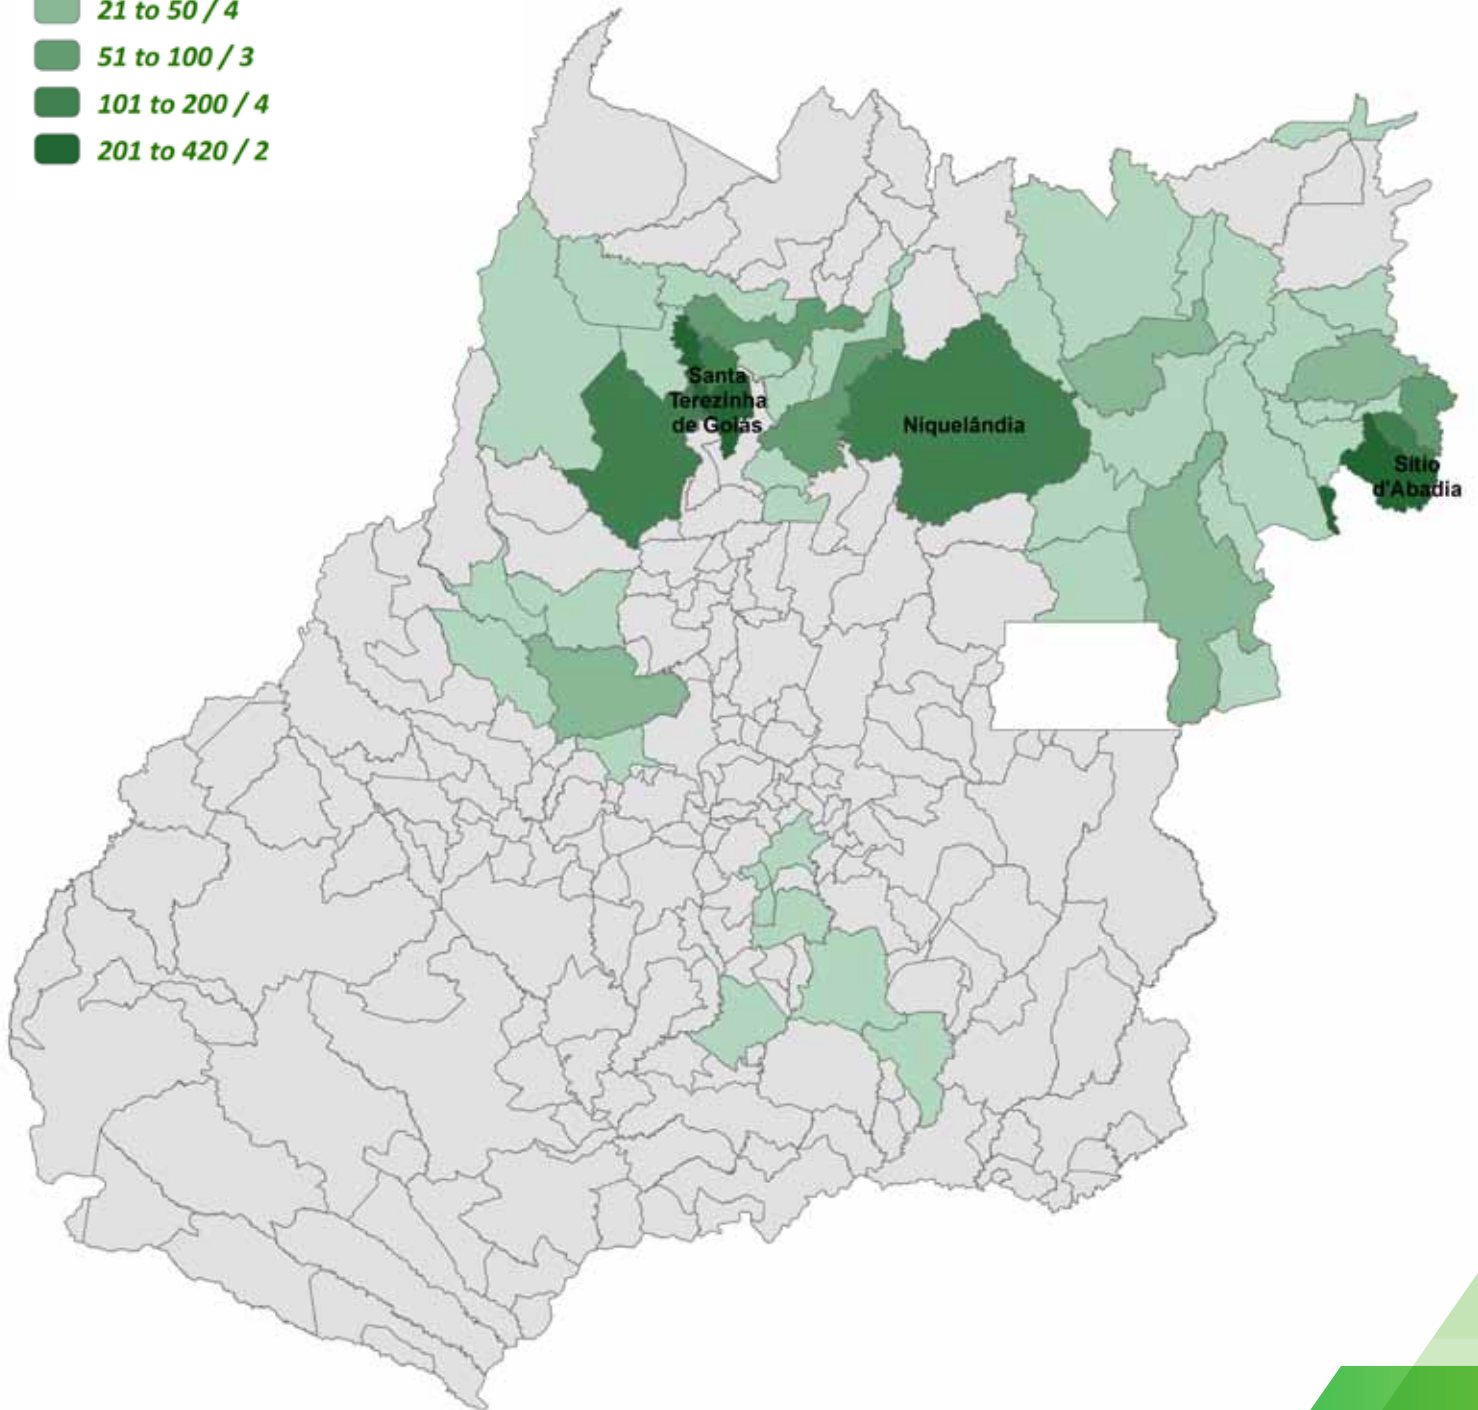 21 to 50 / 4
51 to 100 / 3
101 to 200 / 4
201 to 420 / 2
Santa
Terezinha
de Goiás
Niquelândia
Sítio
d'Abadia